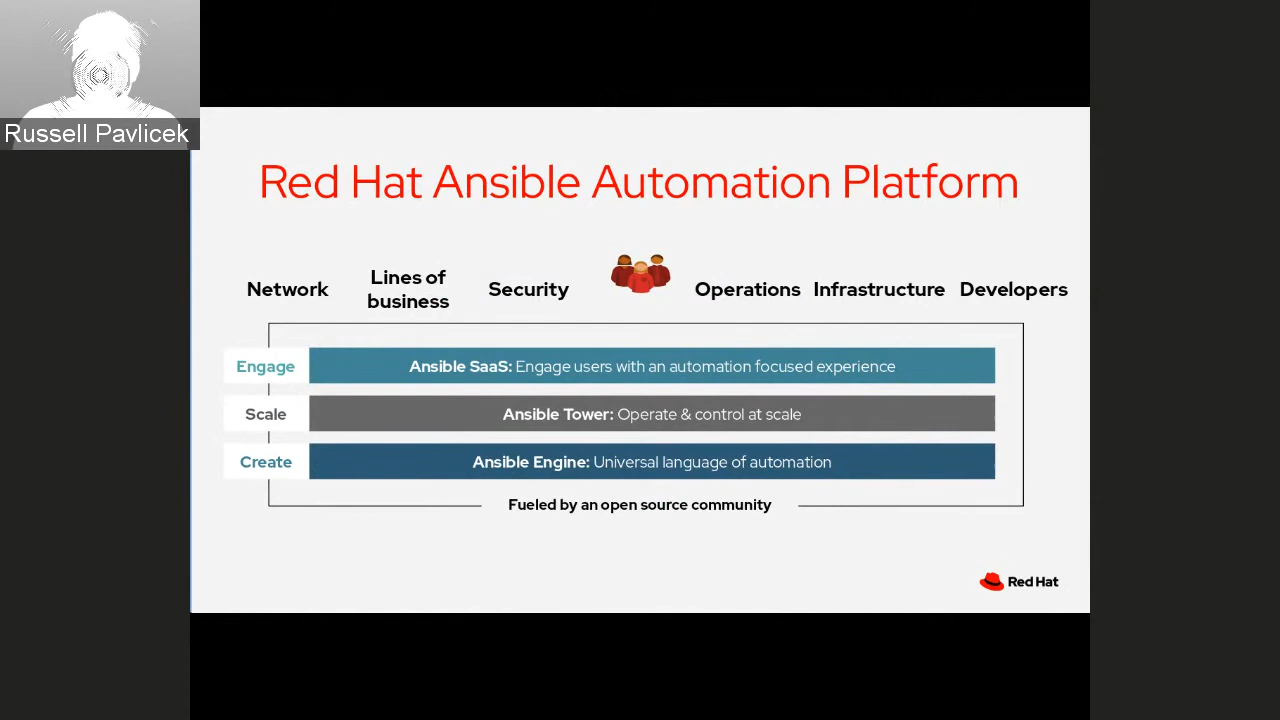 Russell Pavlicek
Red Hat Ansible Automation Platform
Network
Lines of
business
Security
Operations
Infrastructure
Developers
Engage
Ansible SaaS: Engage users with an automation focused experience
Scale
Ansible Tower: Operate & control at scale
Create
Ansible Engine: Universal language of automation
Fueled by an open source community
Red Hat